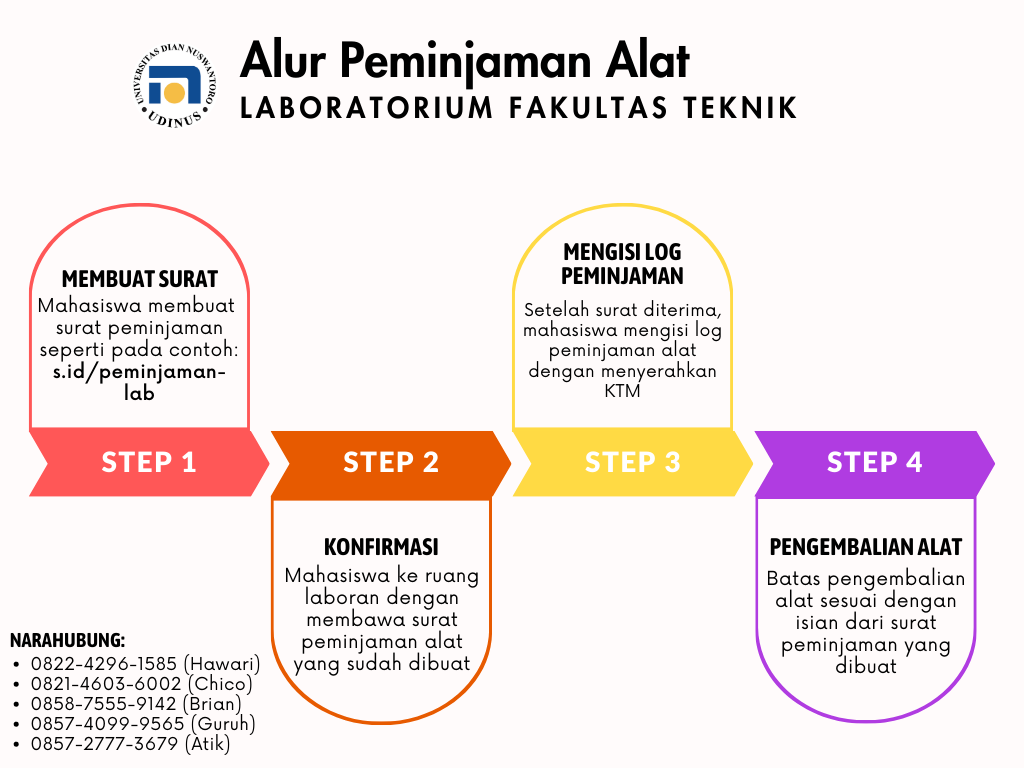 UNIVERSITAS DIAN NUSWANTORO
UDINUS
Alur Peminjaman Alat
LABORATORIUM FAKULTAS TEKNIK
MEMBUAT SURAT
Mahasiswa membuat
surat peminjaman
seperti pada contoh:
s.id/peminjaman-
lab
STEP 1
STEP 2
KONFIRMASI
Mahasiswa ke ruang
laboran dengan
membawa surat
peminjaman alat
yang sudah dibuat
MENGISI LOG
PEMINJAMAN
Setelah surat diterima,
mahasiswa mengisi log
peminjaman alat
dengan menyerahkan
KTM
STEP 3
STEP 4
PENGEMBALIAN ALAT
Batas pengembalian
alat sesuai dengan
isian dari surat
peminjaman yang
dibuat
NARAHUBUNG:
• 0822-4296-1585 (Hawari)
• 0821-4603-6002 (Chico)
• 0858-7555-9142 (Brian)
• 0857-4099-9565 (Guruh)
• 0857-2777-3679 (Atik)